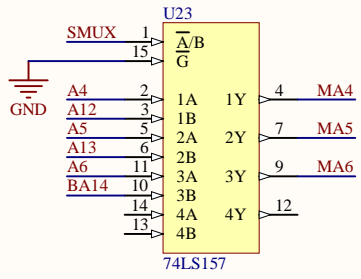 U23
SMUX 1 A/B
15 G
GND
A4 2 1A 1Y 4 MA4
A12 3 1B
A5 5 2A 2Y 7 MA5
A13 6 2B
A6 11 3A 3Y 9 MA6
BA14 10 3B
14 4A 4Y 12
13 4B
74LS157